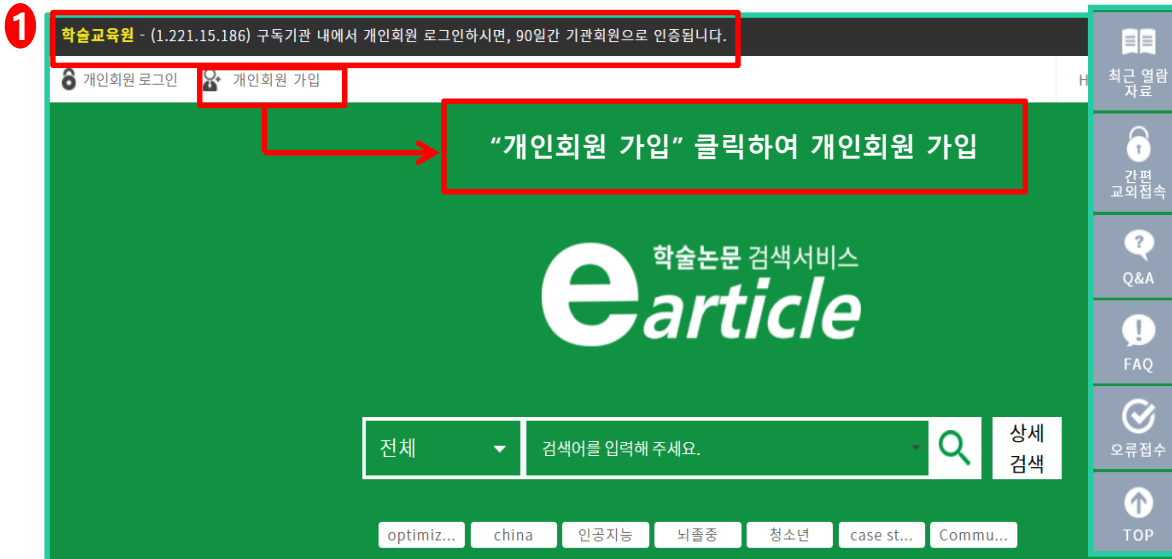 1
학술교육원 - (1.221.15.186) 구독기관 내에서 개인회원 로그인하시면, 90일간 기관회원으로 인증됩니다.
개인회원 로그인 개인회원 가입 H
최근 열람
자료
“개인회원 가입” 클릭하여 개인회원 가입
간편
교외접속
학술논문 검색서비스
earticle
Q&A
FAQ
전체 검색어를 입력해 주세요. 상세
검색
오류접수
optimiz... china 인공지능 뇌졸중 청소년 case st... Commu...
TOP